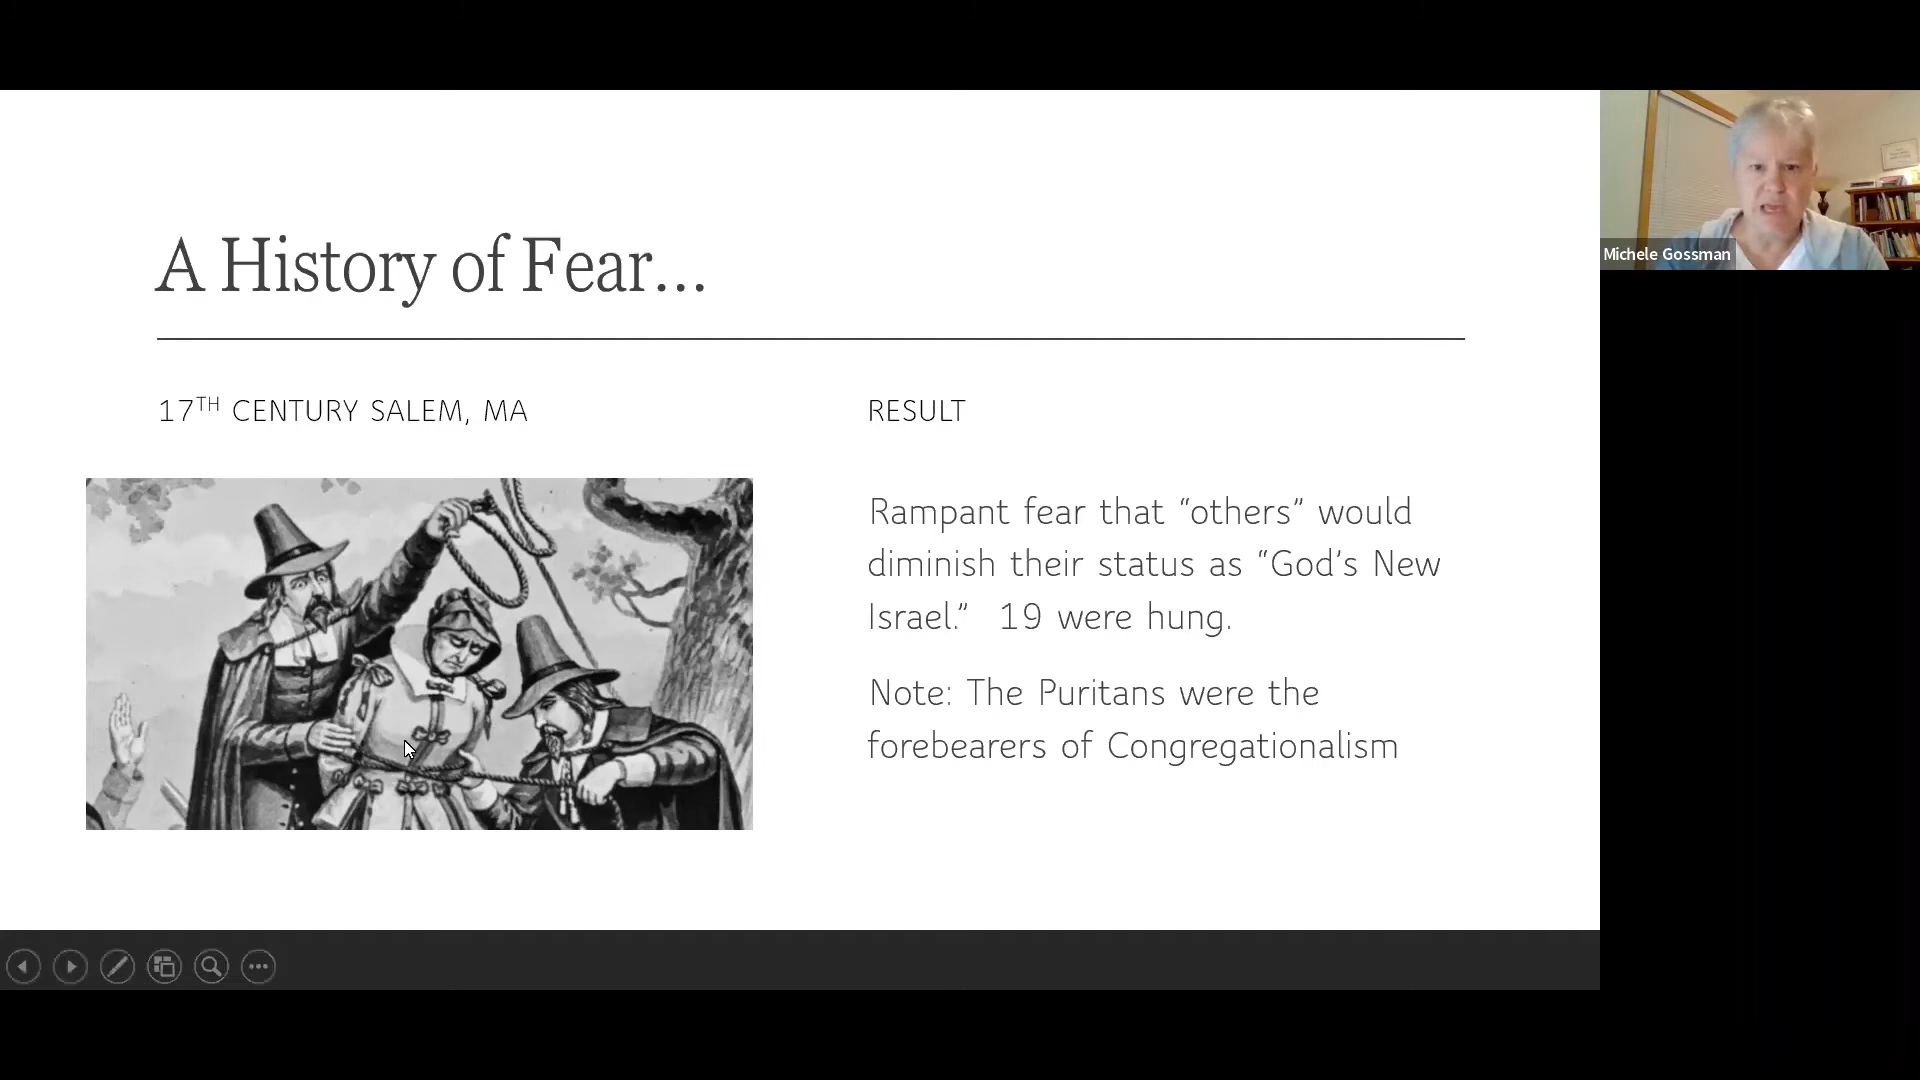 A History of Fear...
17TH CENTURY SALEM, MA
RESULT
Rampant fear that “others” would
diminish their status as “God’s New
Israel.” 19 were hung.
Note: The Puritans were the
forebearers of Congregationalism
Michele Gossman